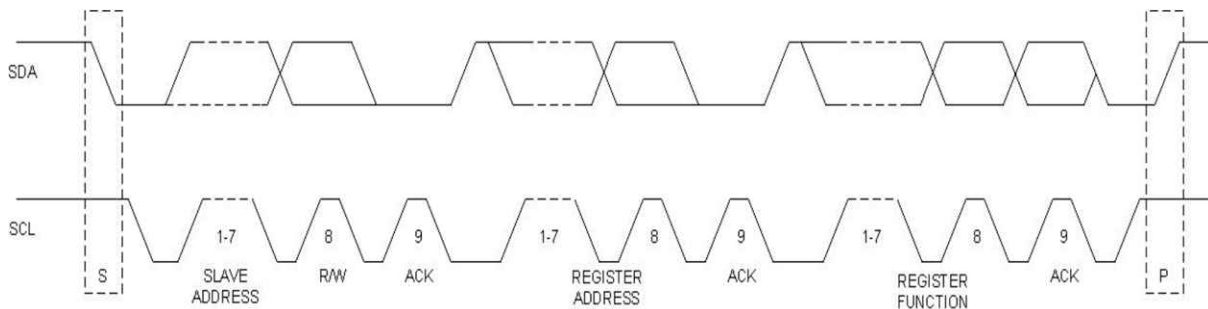 SDA
SCL
1-7 8 9 1-7 8 9 1-7 8 9
S SLAVE ADDRESS R/W ACK REGISTER ADDRESS ACK REGISTER FUNCTION ACK P